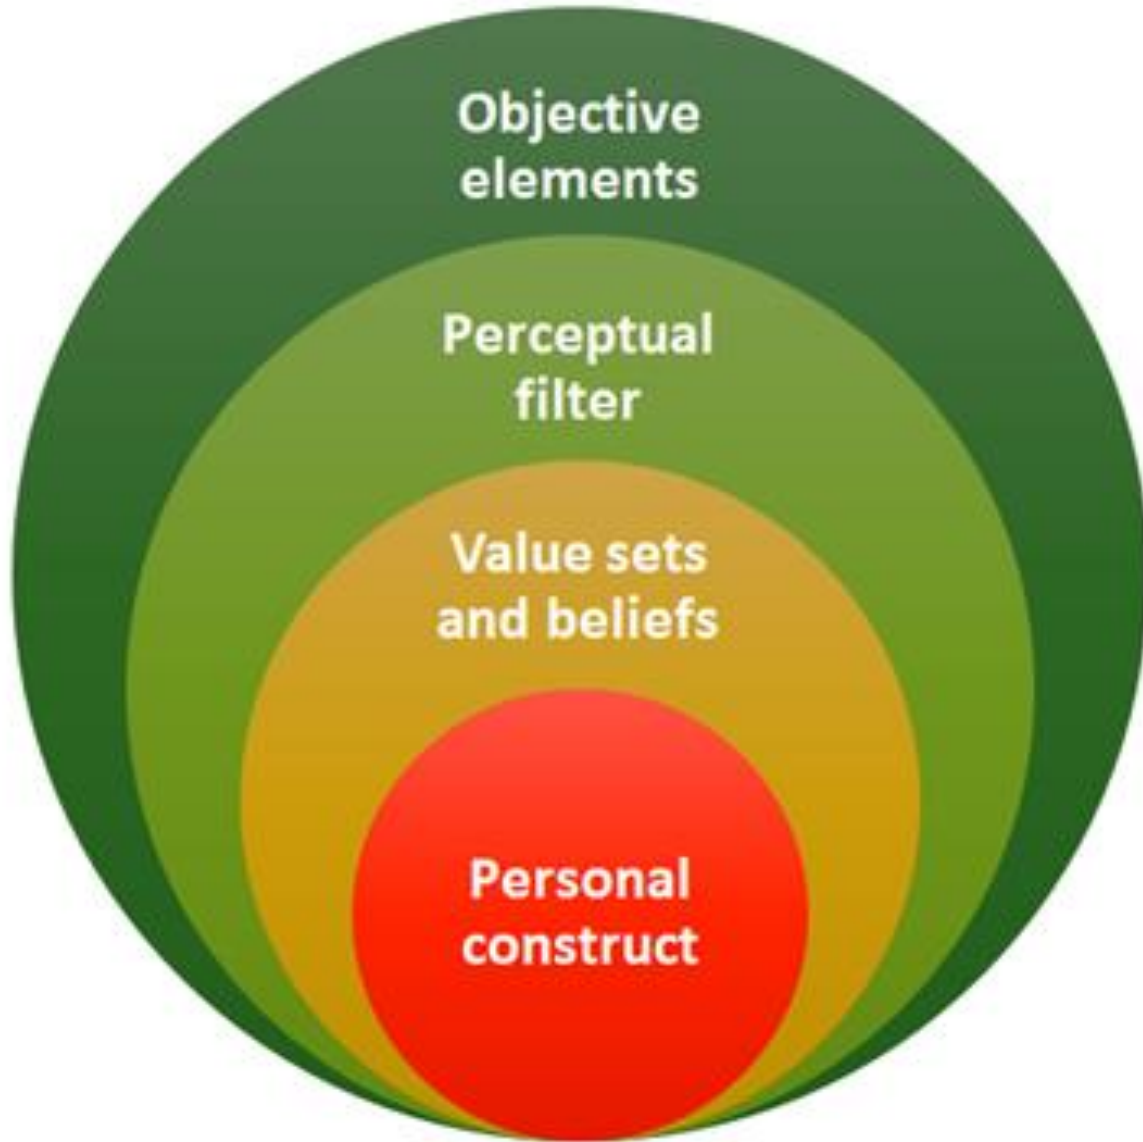 Objective
elements
Perceptual
filter
Value sets
and beliefs
Personal
construct